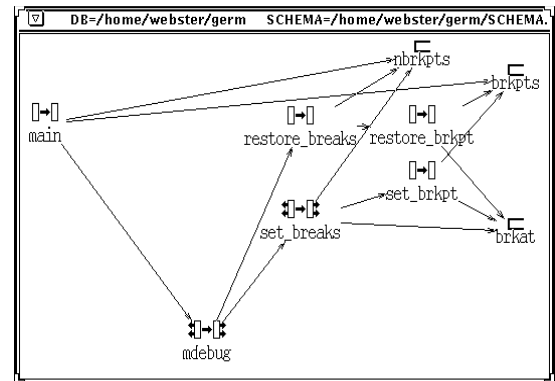 DB=/home/webster/germ SCHEMA=/home/webster/germ/SCHEMA.
nbrkpts
brkpts
main
restore_breaks
restore_brkpt
set_brkpt
set_breaks
brkat
mdebug